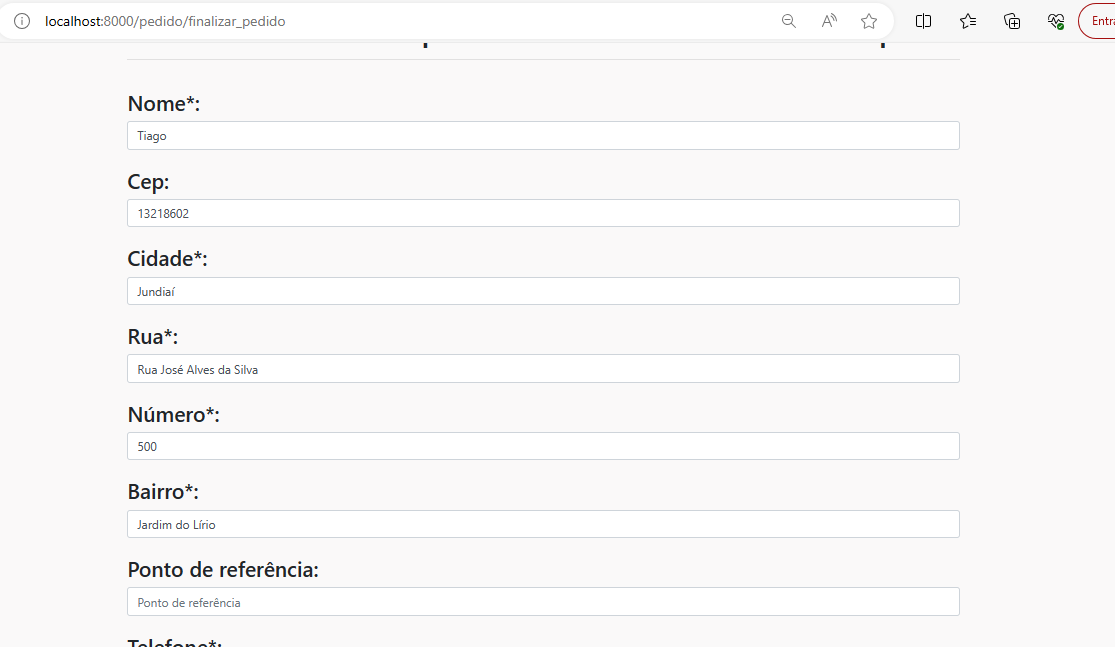 localhost:8000/pedido/finalizar_pedido
Entra
Nome*:
Tiago
Cep:
13218602
Cidade*:
Jundiaí
Rua*:
Rua José Alves da Silva
Número*:
500
Bairro*:
Jardim do Lírio
Ponto de referência:
Ponto de referência
Telefone*: